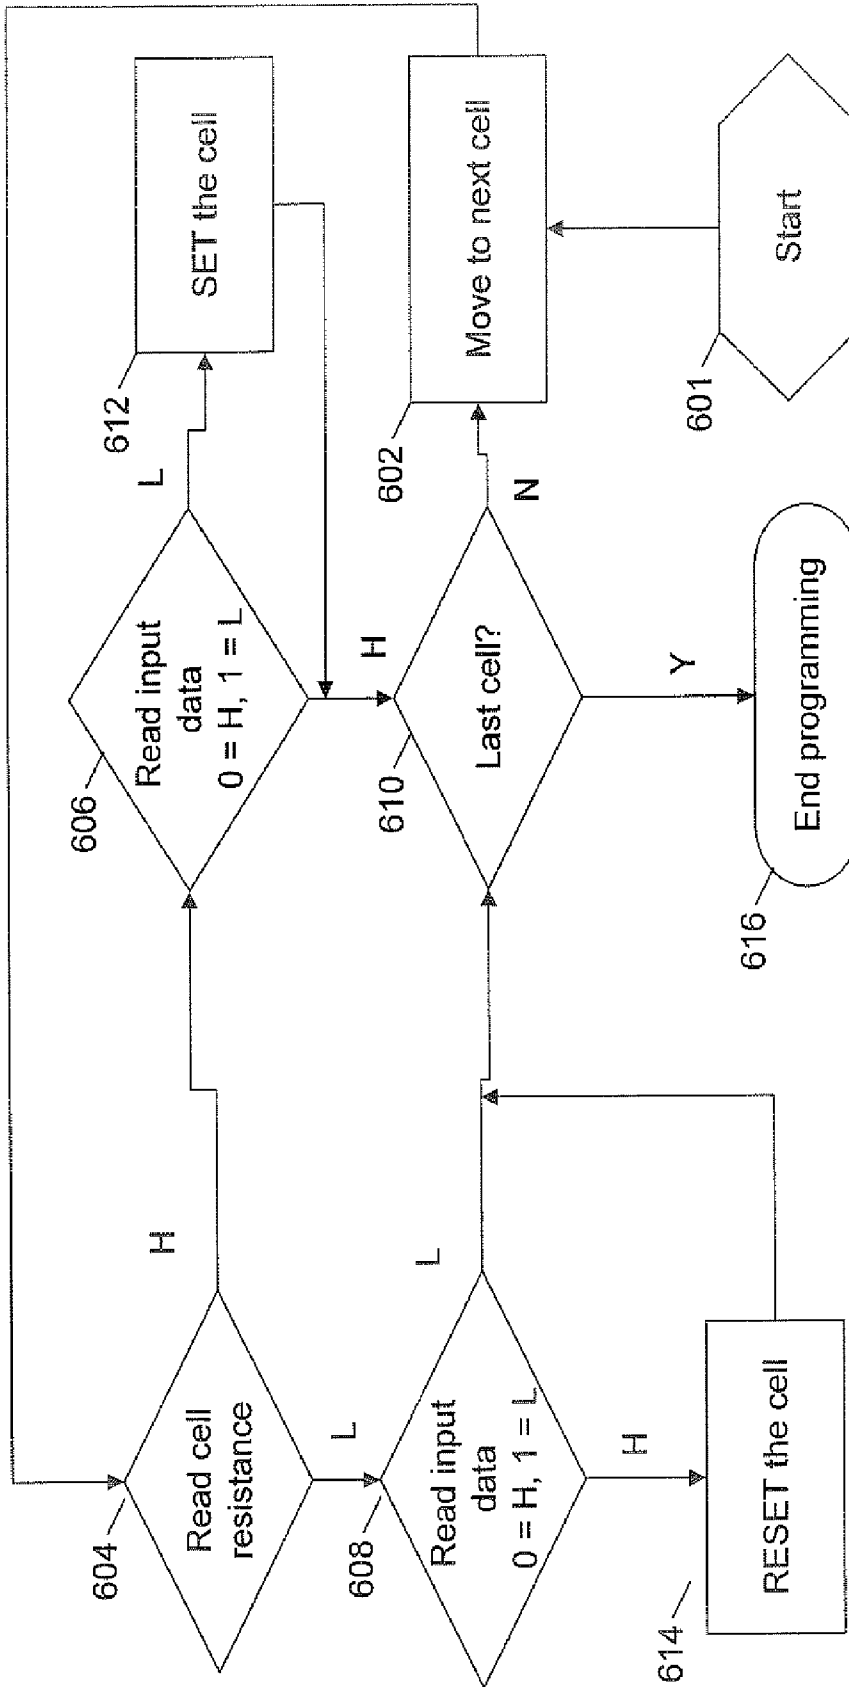 604
Read cell
resistance
H
L
606
Read input
data
0 = H, 1 = L
L
612
SET the cell
608
Read input
data
0 = H, 1 = L
L
H
610
Last cell?
H
N
Y
602
Move to next cell
614
RESET the cell
616
End programming
601
Start